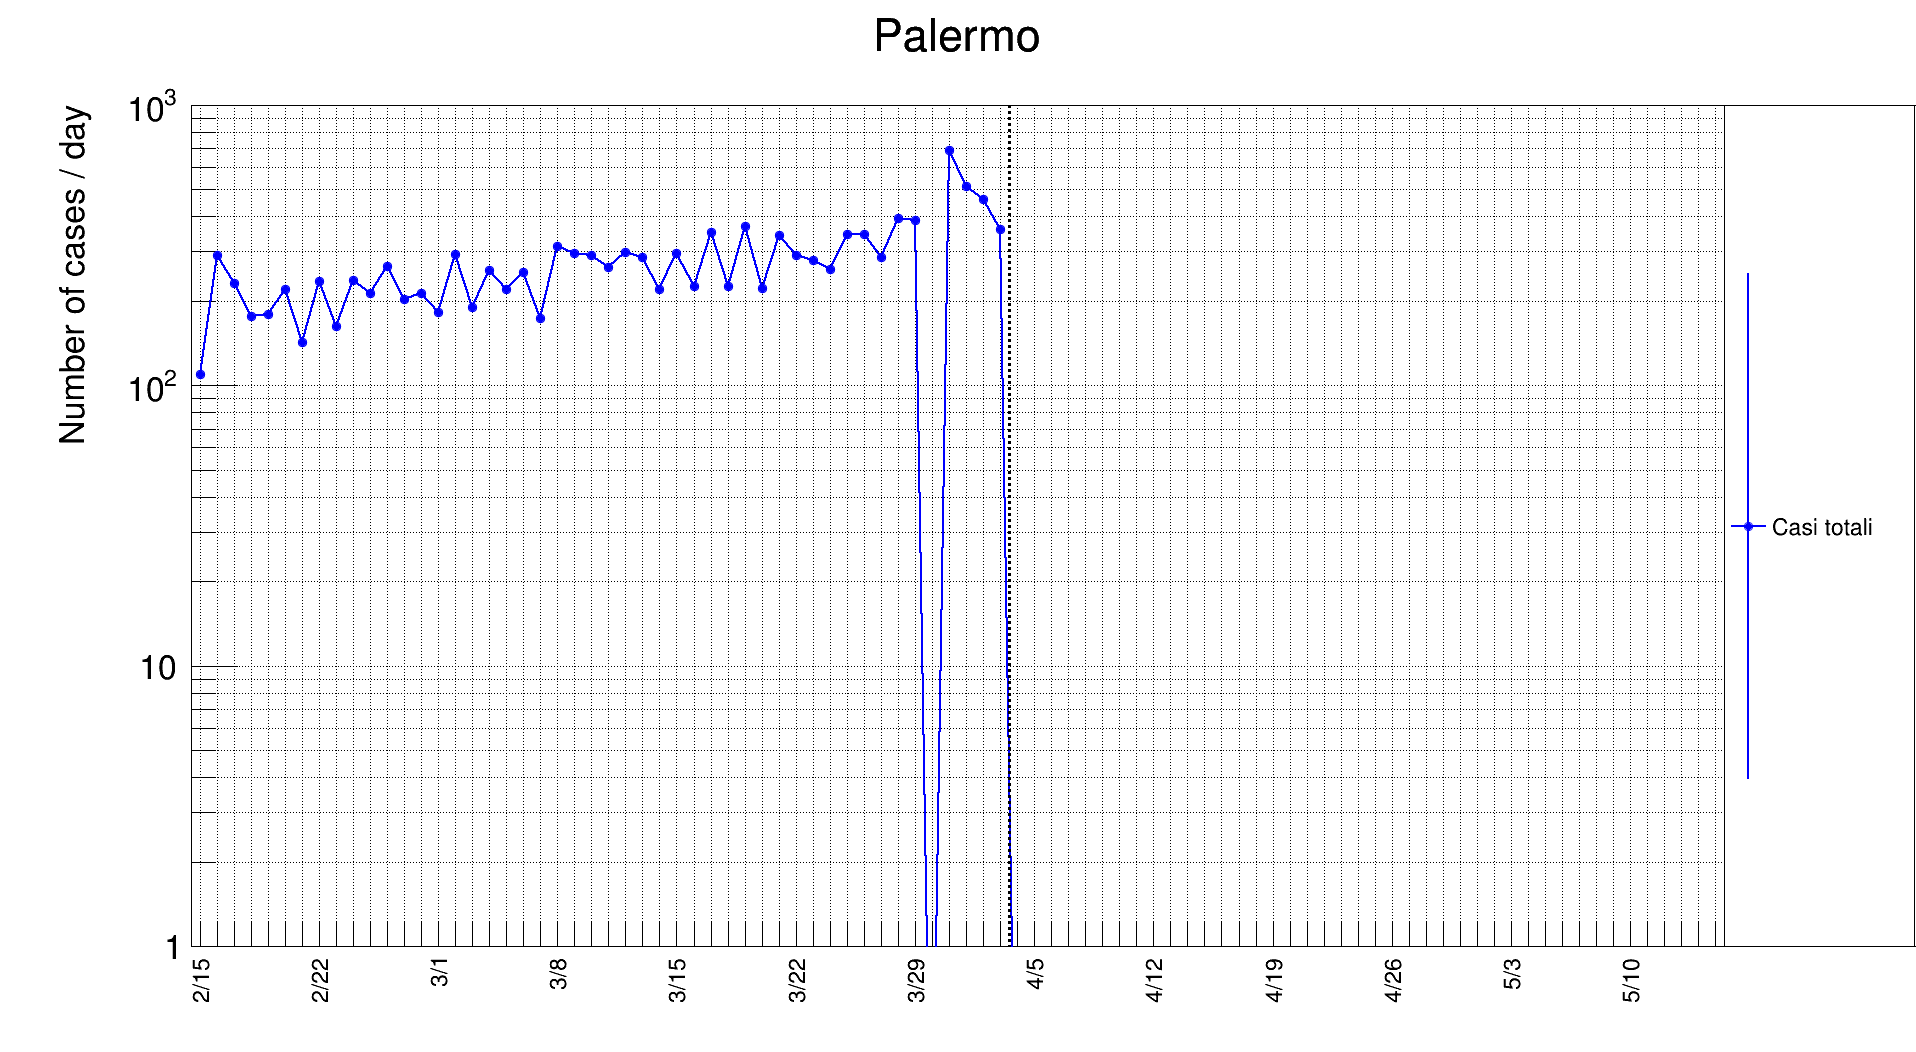 Palermo
Number of cases / day
10³
10²
10
1
2/15 2/22 3/1 3/8 3/15 3/22 3/29 4/5 4/12 4/19 4/26 5/3 5/10
Casi totali